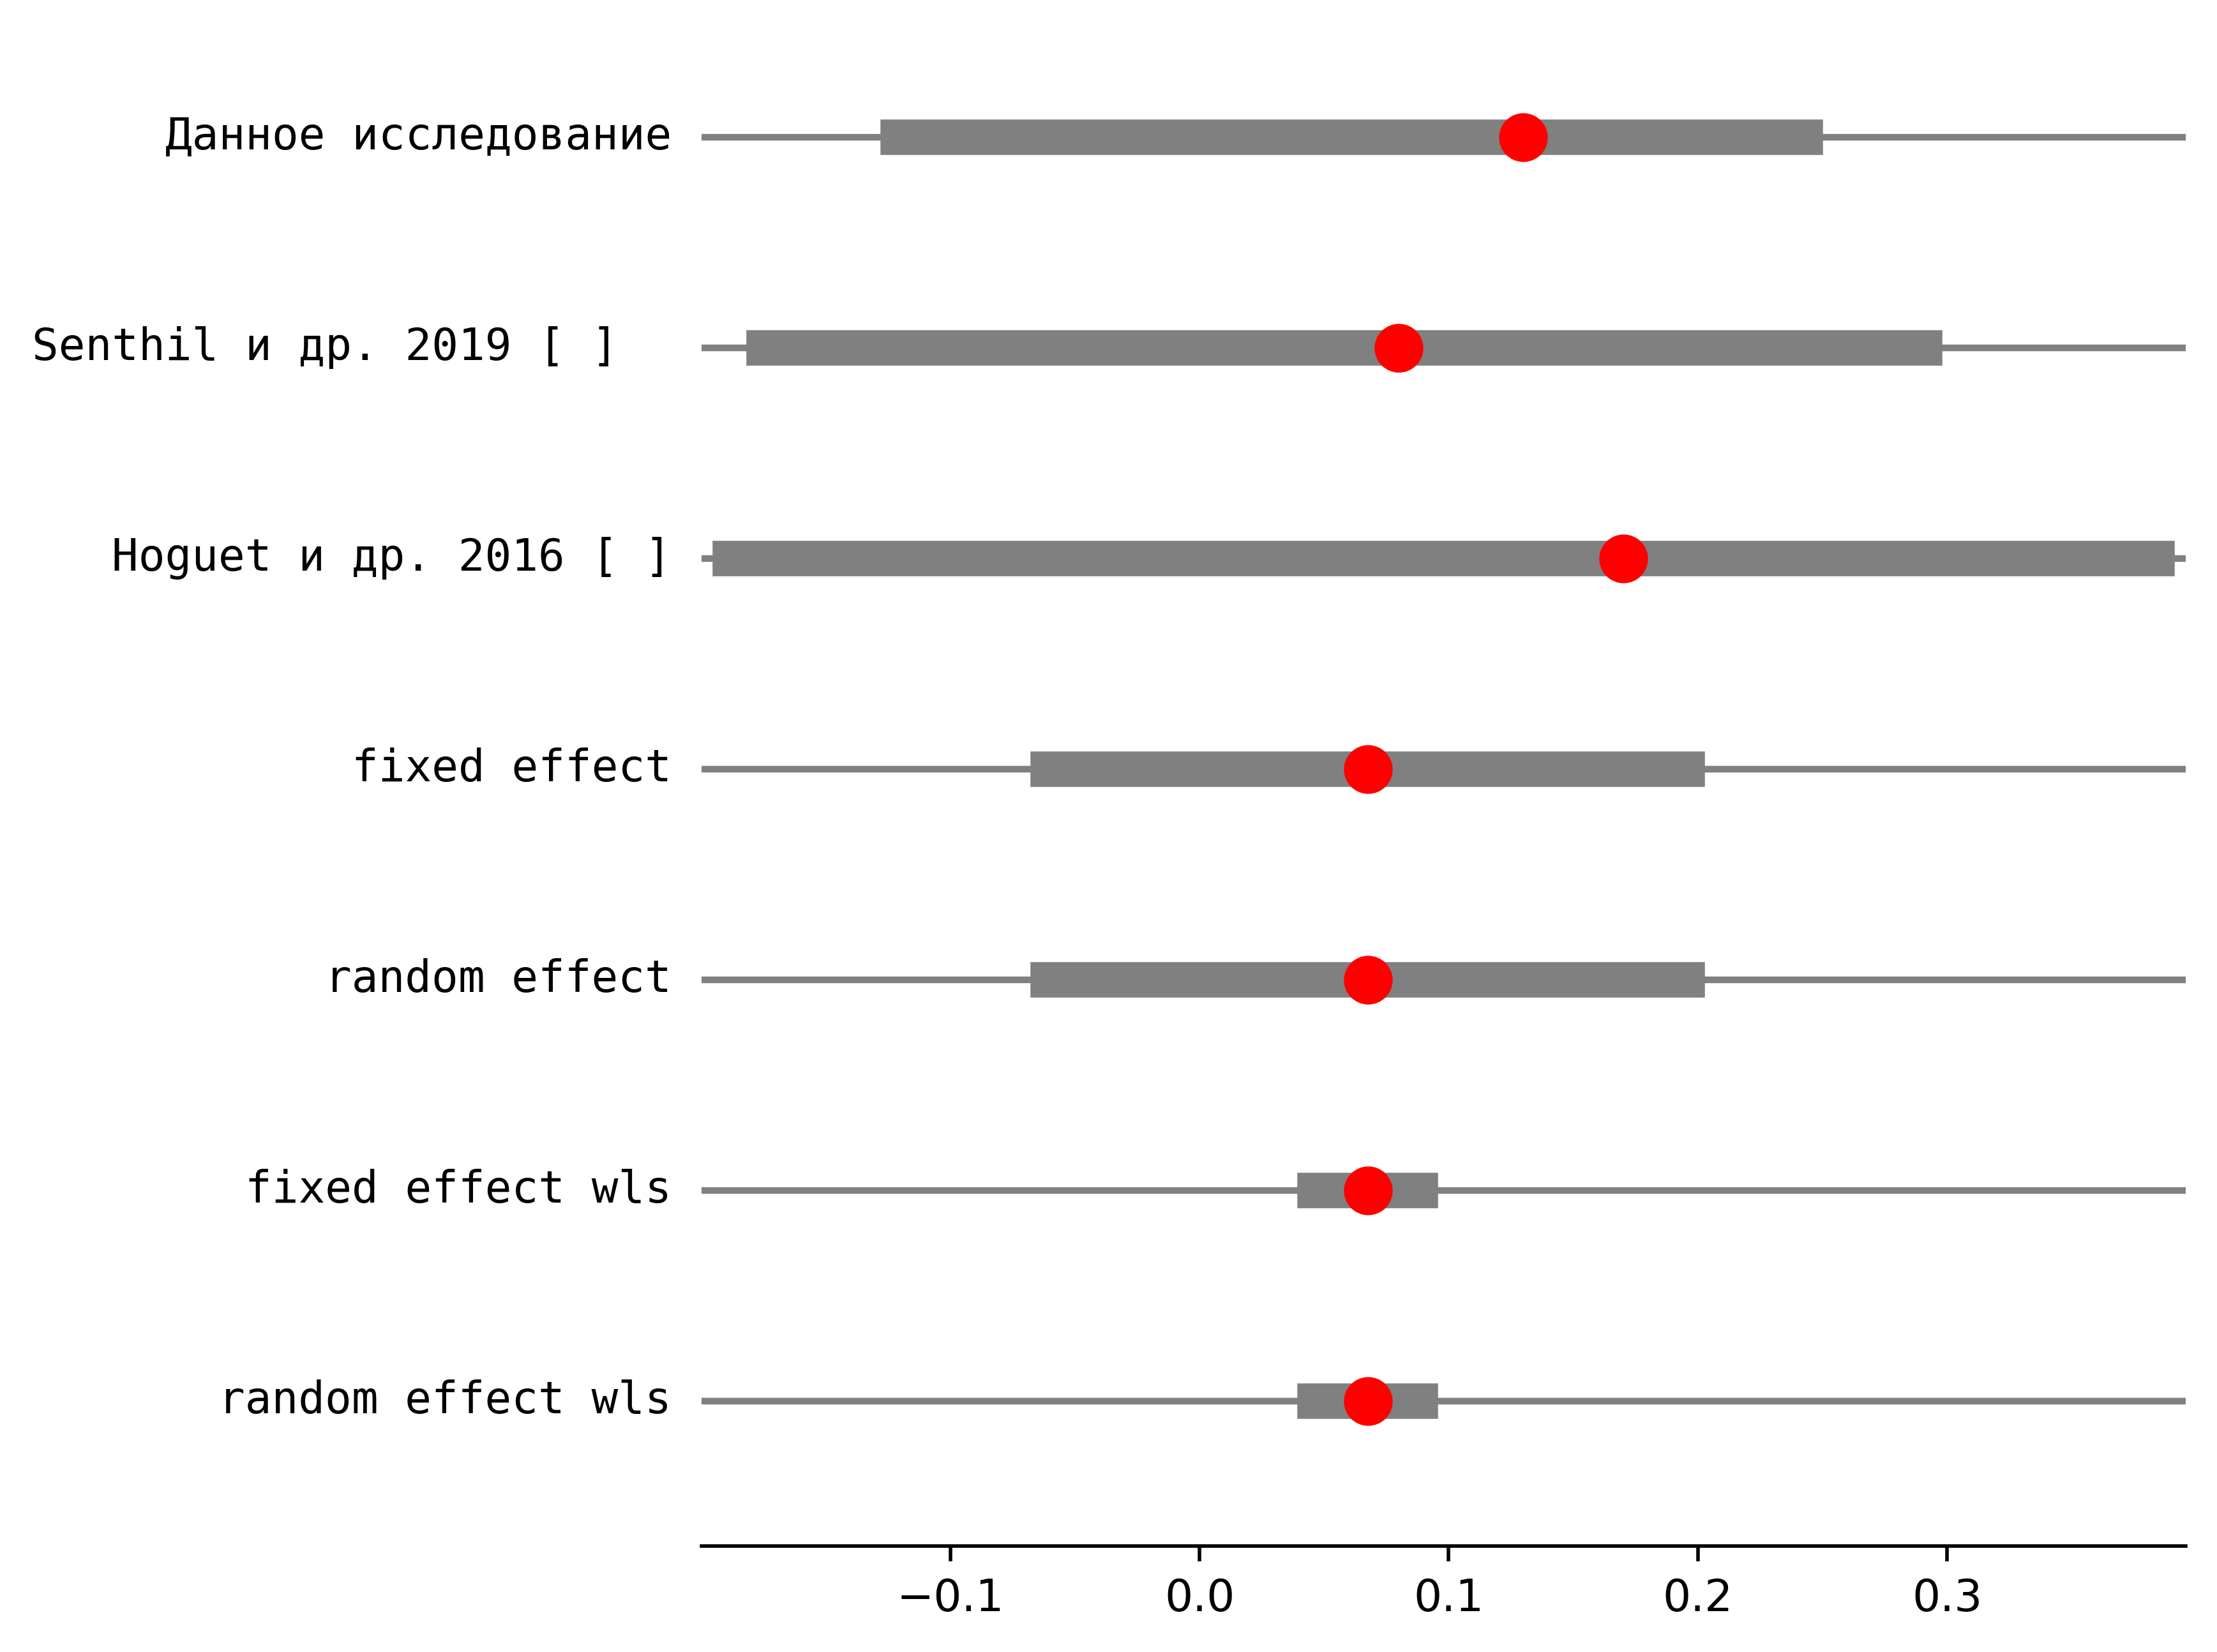 Данное исследование
Senthil и др. 2019 [ ]
Hoguet и др. 2016 [ ]
fixed effect
random effect
fixed effect wls
random effect wls
−0.1 0.0 0.1 0.2 0.3